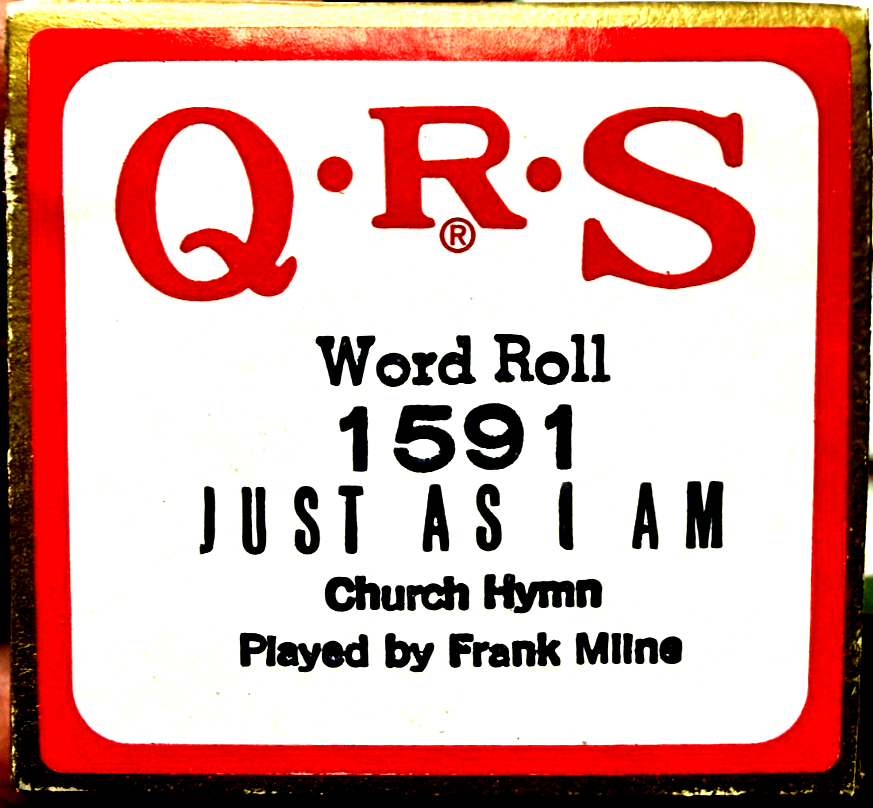 Q·R·S
®
Word Roll
1591
JUST AS I AM
Church Hymn
Played by Frank Milne